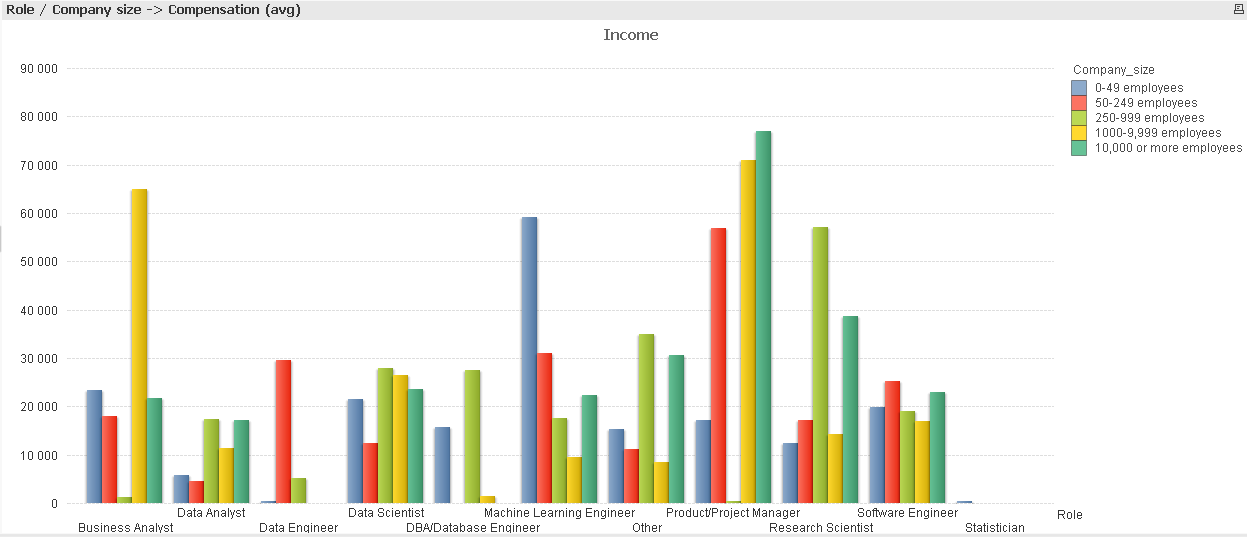 Role / Company size -> Compensation (avg)
Income
90 000
80 000
70 000
60 000
50 000
40 000
30 000
20 000
10 000
0
Company_size
0-49 employees
50-249 employees
250-999 employees
1000-9,999 employees
10,000 or more employees
Data Analyst Data Scientist Machine Learning Engineer Product/Project Manager Software Engineer
Business Analyst Data Engineer DBA/Database Engineer Other Research Scientist Statistician
Role